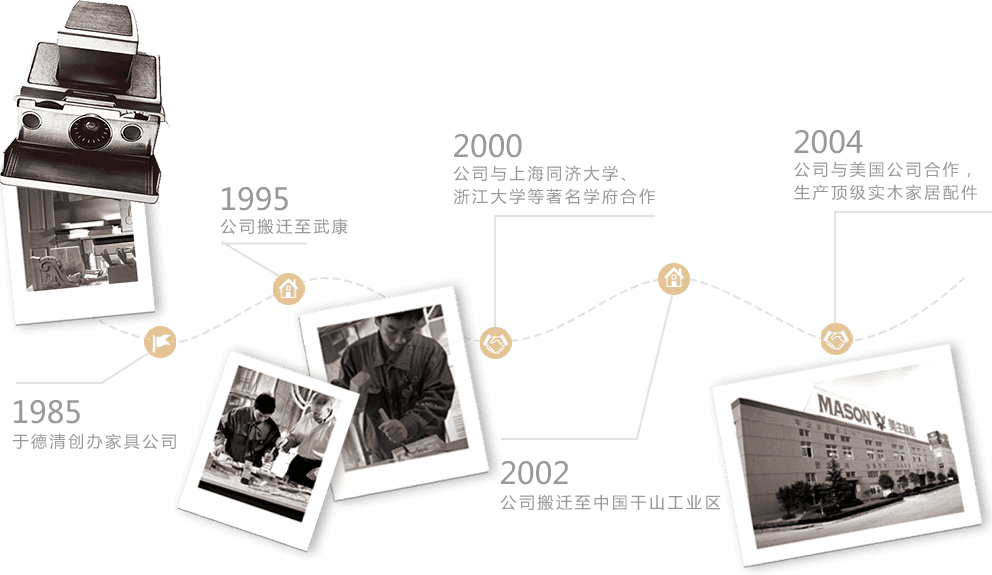 1985
于德清创办家具公司
1995
公司搬迁至武康
2000
公司与上海同济大学、
浙江大学等著名学府合作
2002
公司搬迁至中国干山工业区
2004
公司与美国公司合作，
生产顶级实木家居配件
MASON